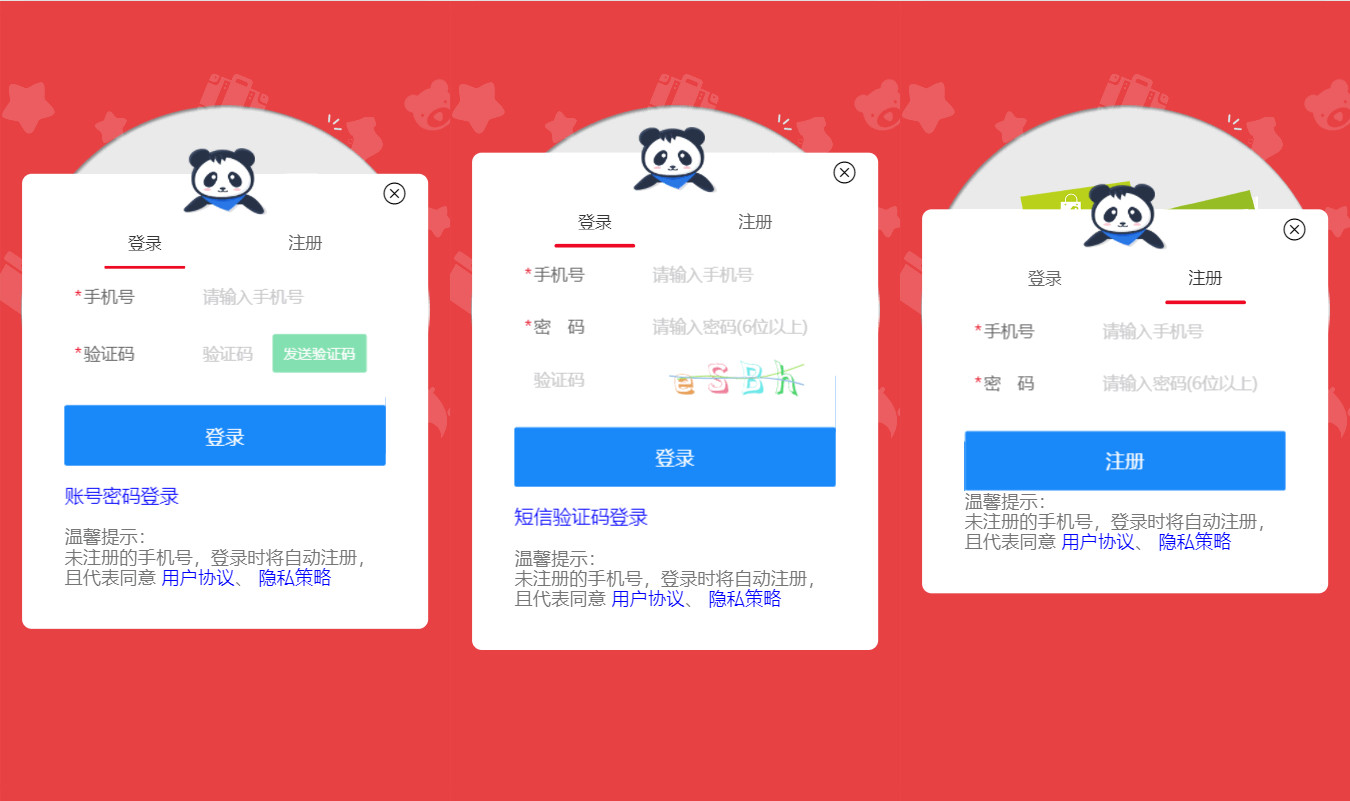 登录 注册
*手机号 请输入手机号
*验证码 验证码 发送验证码
登录
账号密码登录
温馨提示：
未注册的手机号，登录时将自动注册，
且代表同意 用户协议、 隐私策略
登录 注册
*手机号 请输入手机号
*密 码 请输入密码(6位以上)
验证码 eSBh
登录
短信验证码登录
温馨提示：
未注册的手机号，登录时将自动注册，
且代表同意 用户协议、 隐私策略
登录 注册
*手机号 请输入手机号
*密 码 请输入密码(6位以上)
注册
温馨提示：
未注册的手机号，登录时将自动注册，
且代表同意 用户协议、 隐私策略